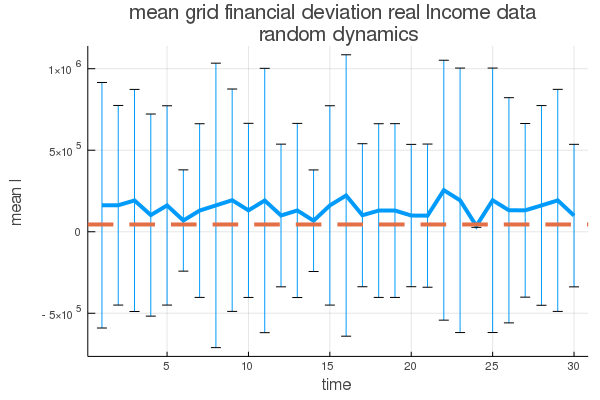 mean grid financial deviation real Income data
random dynamics
1×10⁶
5×10⁵
0
- 5×10⁵
mean I
5 10 15 20 25 30
time